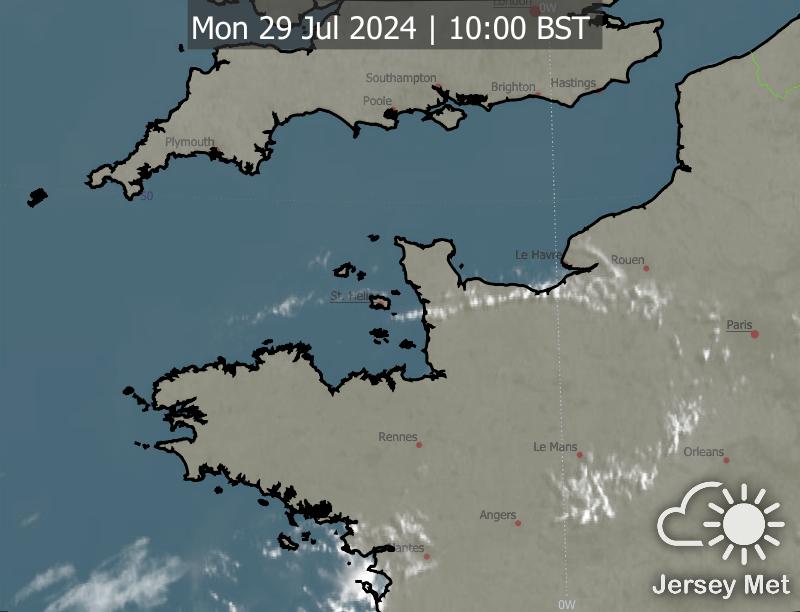 London
0W
Mon 29 Jul 2024 | 10:00 BST
Southampton
Brighton
Hastings
Poole
Plymouth
50
Le Havre
Rouen
St. Helier
Paris
Rennes
Le Mans
Orleans
Angers
Nantes
0W
Jersey Met